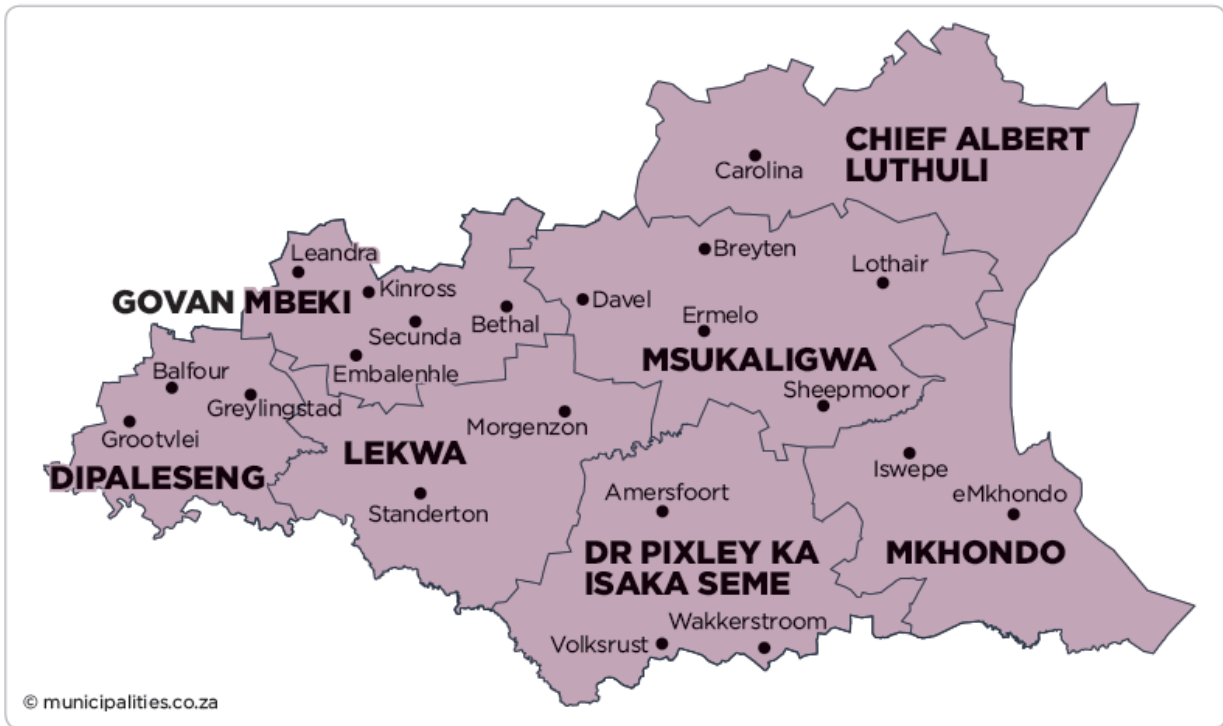 CHIEF ALBERT
LUTHULI
Carolina
Breyten
Lothair
Leandra
Kinross
GOVAN MBEKI
Davel
Secunda
Bethal
Ermelo
MSUKALIGWA
Embalenhle
Balfour
Sheepmoor
Greylingstad
Grootvlei
Morgenzon
LEKWA
DIPALESENG
Iswepe
Standerton
Amersfoort
eMkhondo
DR PIXLEY KA
ISAKA SEME
MKHONDO
Wakkerstroom
Volksrust
© municipalities.co.za